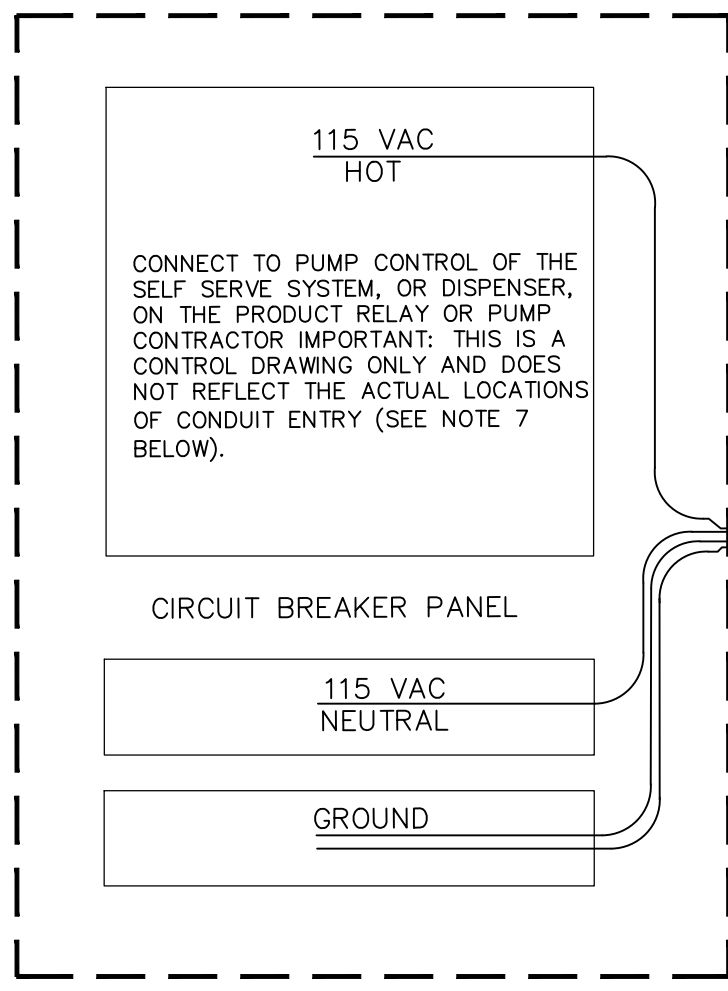 115 VAC
HOT
CONNECT TO PUMP CONTROL OF THE
SELF SERVE SYSTEM, OR DISPENSER,
ON THE PRODUCT RELAY OR PUMP
CONTRACTOR IMPORTANT: THIS IS A
CONTROL DRAWING ONLY AND DOES
NOT REFLECT THE ACTUAL LOCATIONS
OF CONDUIT ENTRY (SEE NOTE 7
BELOW).
CIRCUIT BREAKER PANEL
115 VAC
NEUTRAL
GROUND